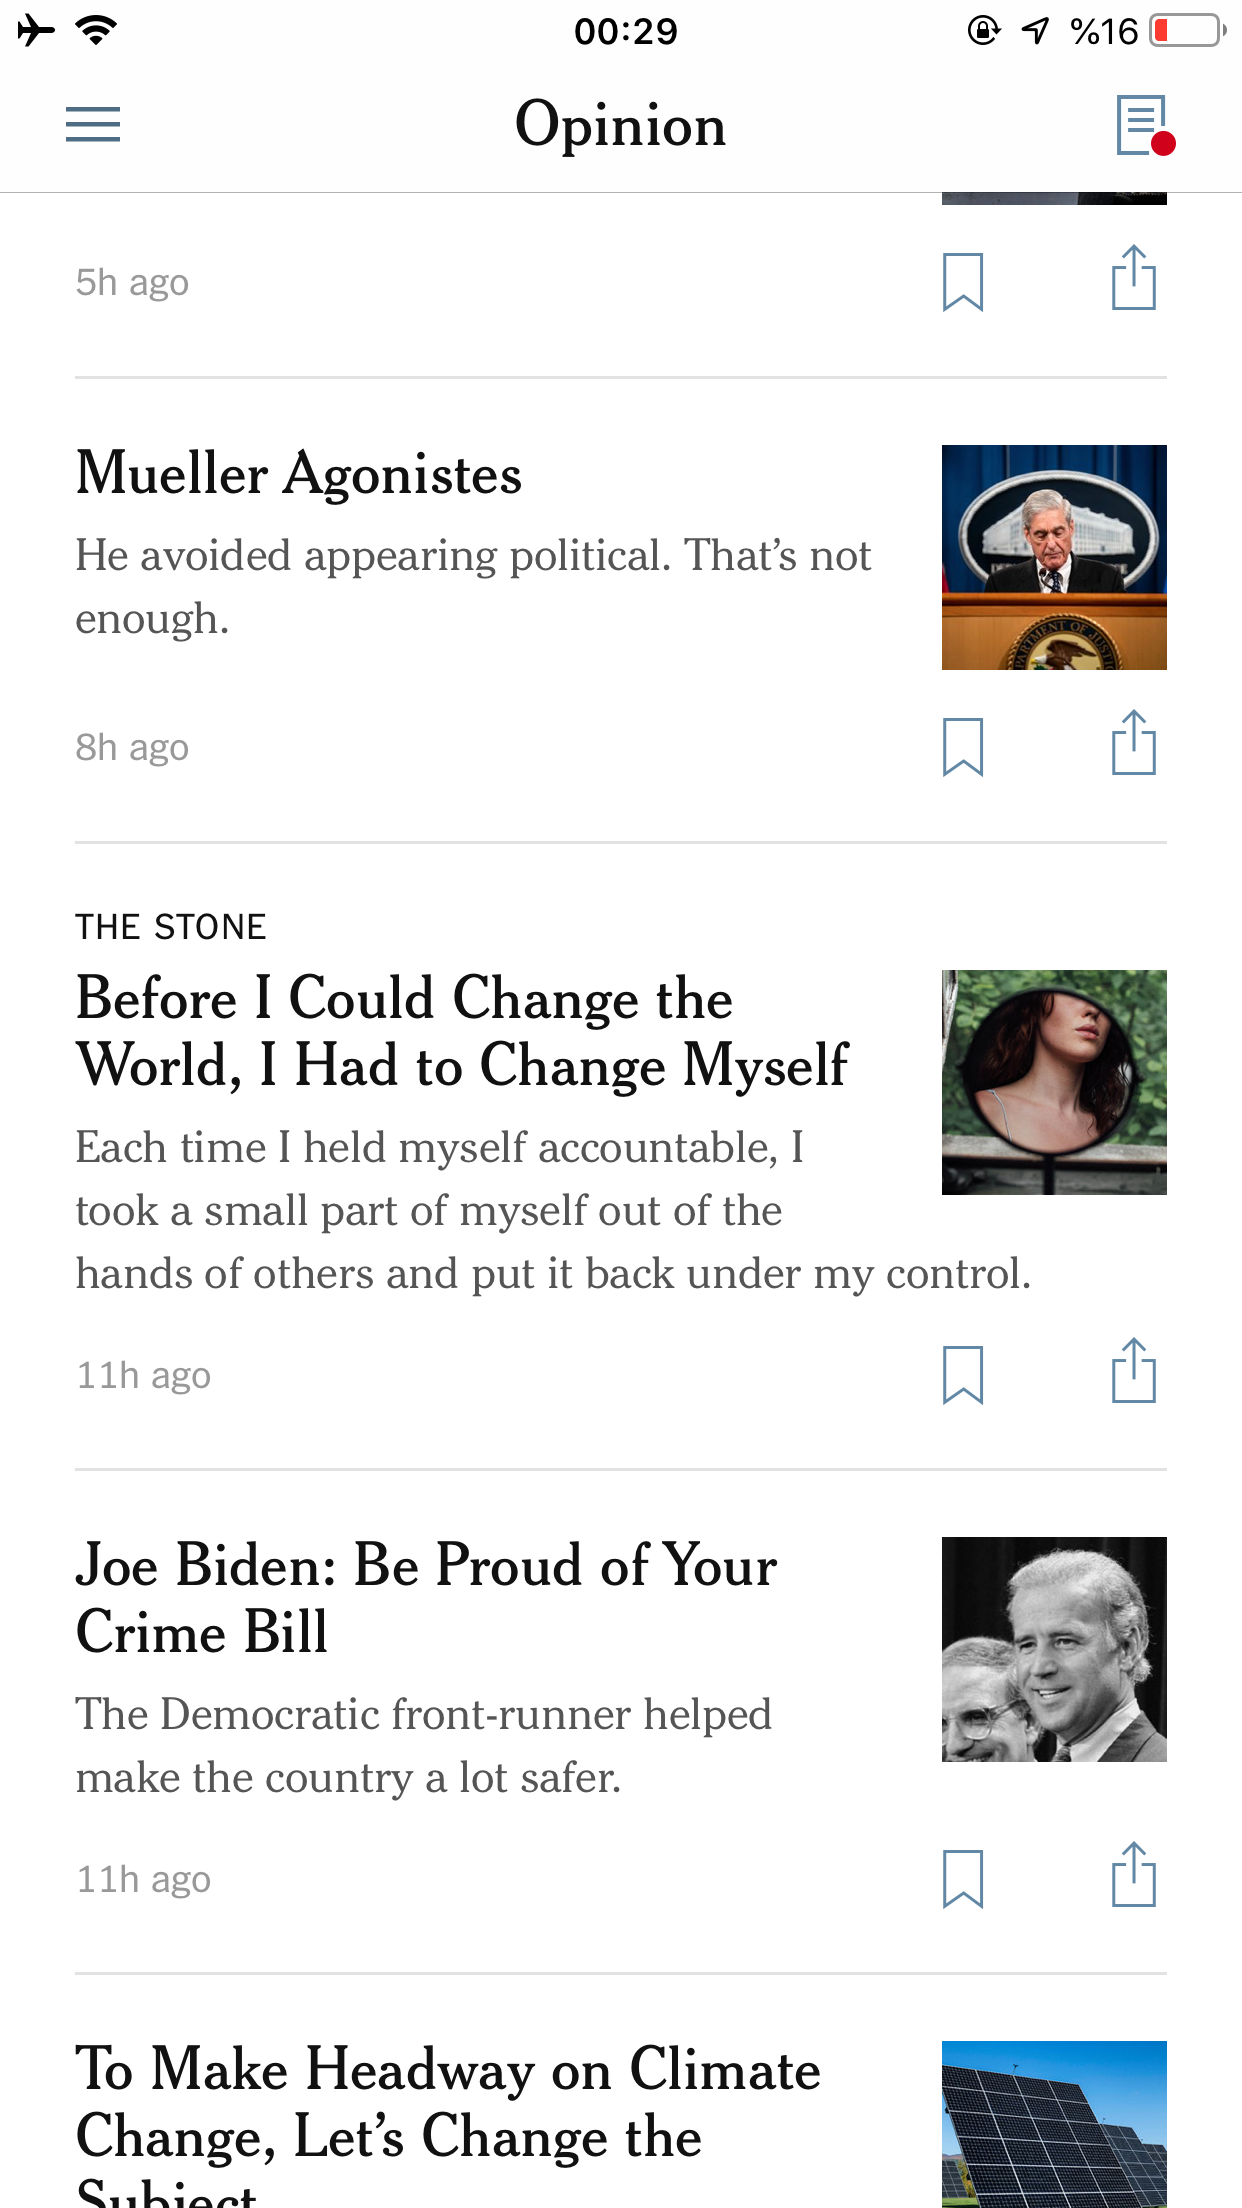 00:29
%16
Opinion
5h ago
Mueller Agonistes
He avoided appearing political. That’s not
enough.
8h ago
THE STONE
Before I Could Change the
World, I Had to Change Myself
Each time I held myself accountable, I
took a small part of myself out of the
hands of others and put it back under my control.
11h ago
Joe Biden: Be Proud of Your
Crime Bill
The Democratic front-runner helped
make the country a lot safer.
11h ago
To Make Headway on Climate
Change, Let’s Change the
Subject